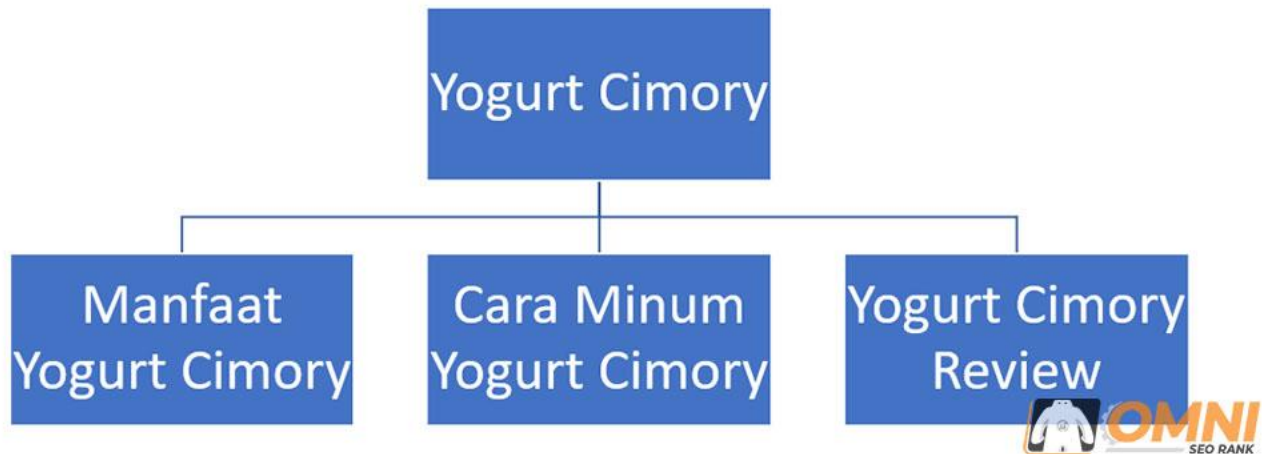 Yogurt Cimory
Manfaat
Yogurt Cimory
Cara Minum
Yogurt Cimory
Yogurt Cimory
Review
OMNI
SEO RANK